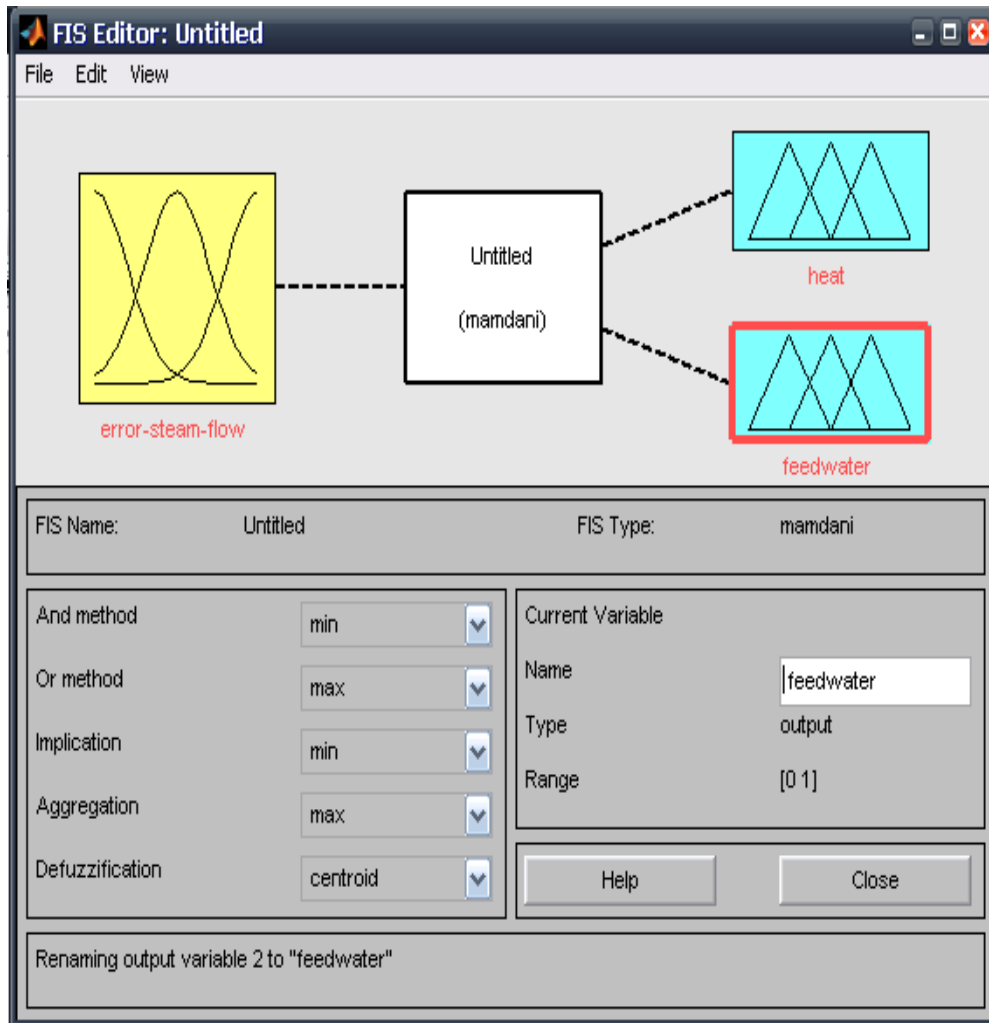 FIS Editor: Untitled
File Edit View
Untitled
(mamdani)
heat
error-steam-flow
feedwater
FIS Name: Untitled FIS Type: mamdani
And method min
Or method max
Implication min
Aggregation max
Defuzzification centroid
Current Variable
Name feedwater
Type output
Range [0 1]
Help Close
Renaming output variable 2 to "feedwater"